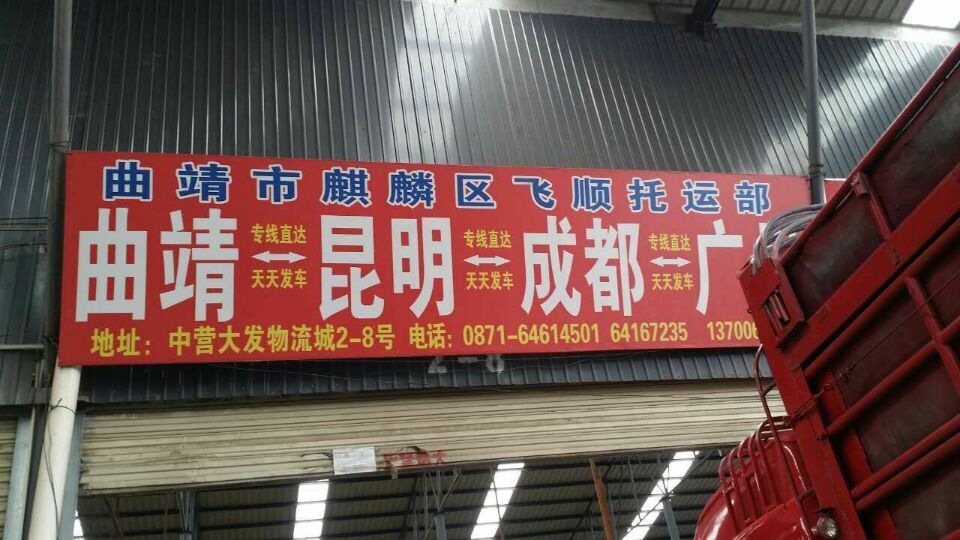 曲靖市麒麟区飞顺托运部
曲靖 专线直达 天天发车 昆明 专线直达 天天发车 成都 专线直达 天天发车 广
地址：中营大发物流城2-8号 电话：0871-64614501 64167235 137006
2-8